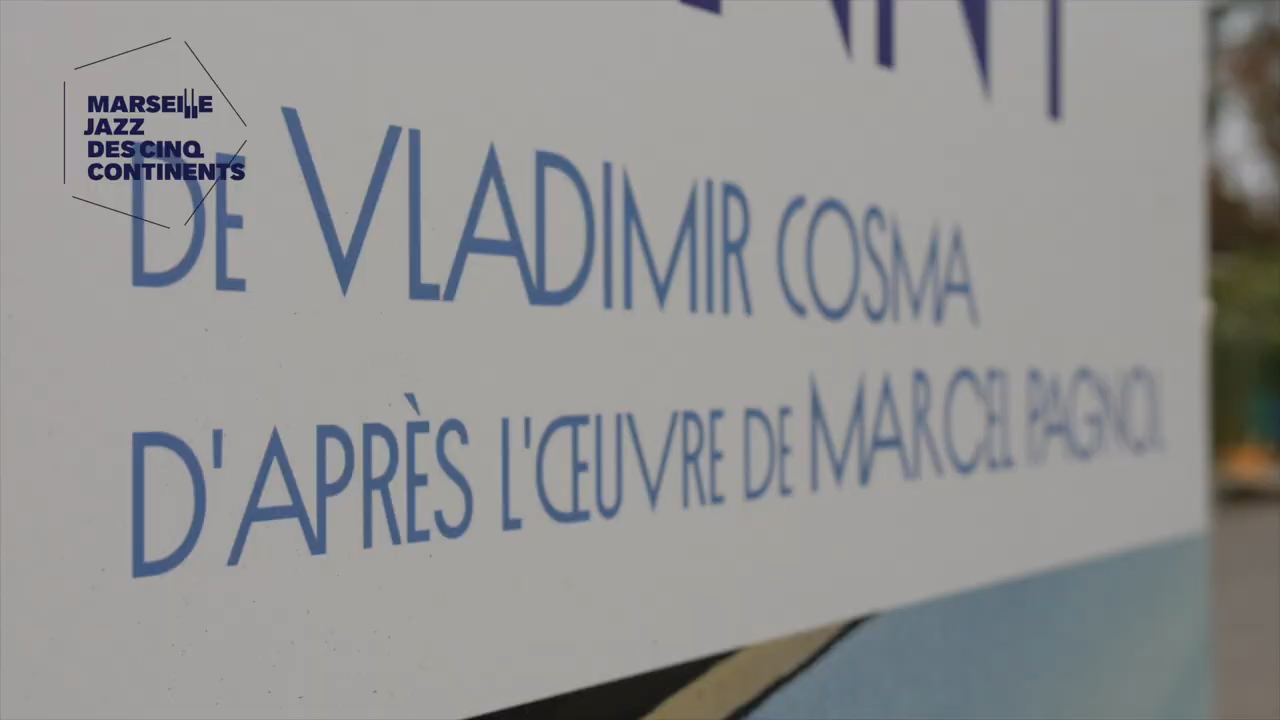 MARSEILLE
JAZZ
DES CINQ
CONTINENTS
DE VLADIMIR COSMA
D'APRÈS L'ŒUVRE DE MARCEL PAGNOL